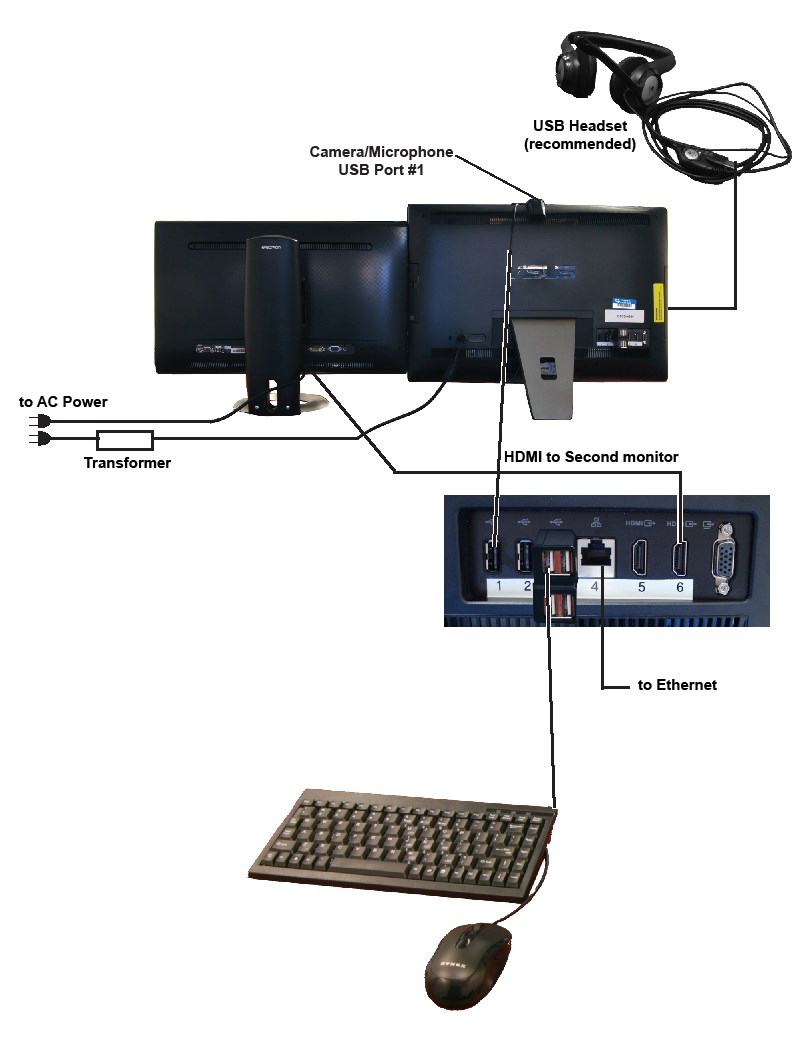 USB Headset
(recommended)
Camera/Microphone
USB Port #1
to AC Power
Transformer
HDMI to Second monitor
HDMI
1
2
4
5
6
to Ethernet
DYNEX